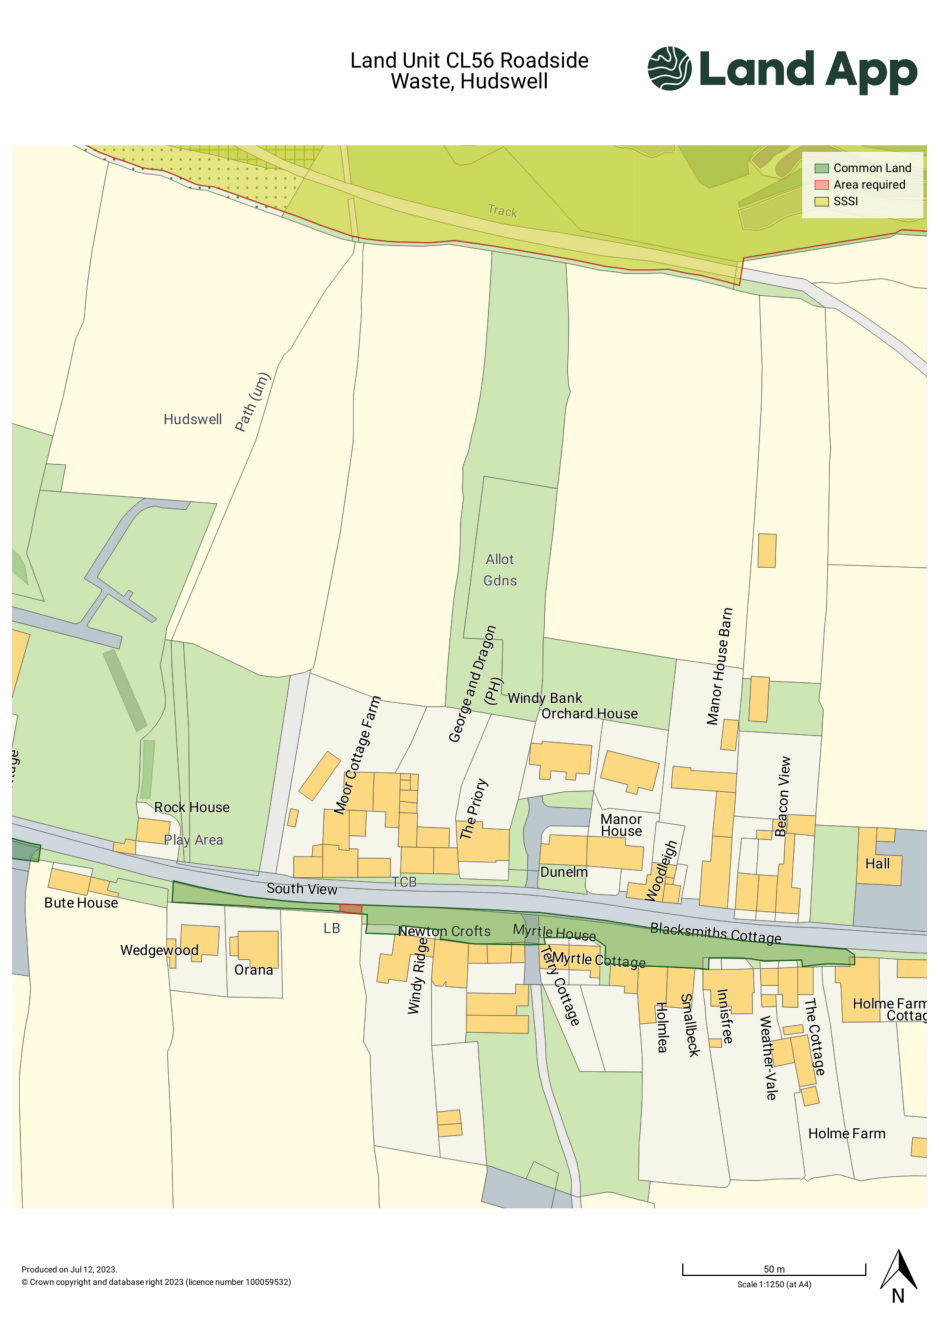 Land Unit CL56 Roadside
Waste, Hudswell
Land App
Common Land
Area required
SSSI
Track
Path (um)
Hudswell
Allot
Gdns
Manor House Barn
George and Dragon
(PH)
Windy Bank
Orchard House
Moor Cottage Farm
The Priory
Beacon View
Rock House
Play Area
Manor
House
Woodleigh
Hall
Dunelm
TCB
South View
Bute House
LB
Newton Crofts
Myrtle House
Blacksmiths Cottage
Wedgewood
Orana
Windy Ridge
Terry Cottage
Myrtle Cottage
Holmlea
Smallbeck
Innisfree
Weather-Vale
The Cottage
Holme Farm
Cottag
Holme Farm
Produced on Jul 12, 2023.
© Crown copyright and database right 2023 (licence number 100059532)
50 m
Scale 1:1250 (at A4)
N